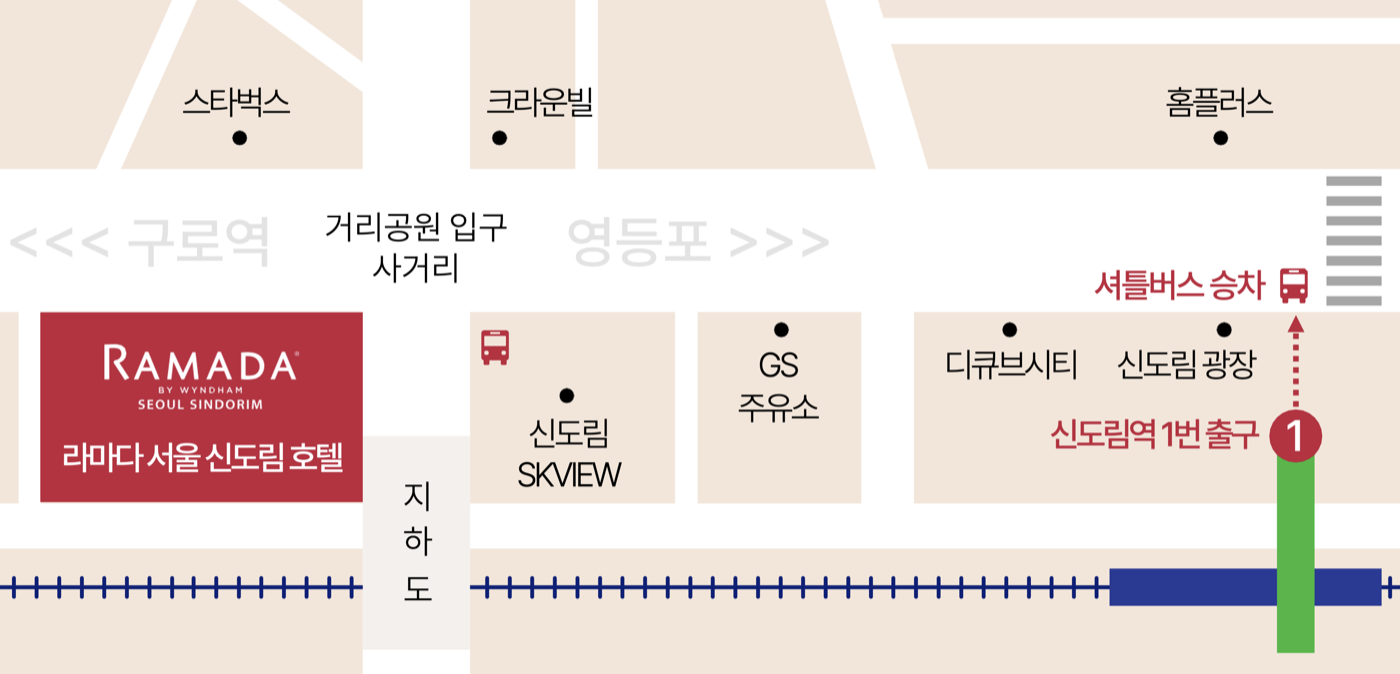 스타벅스
크라운빌
홈플러스
<<< 구로역
거리공원 입구
사거리
영등포 >>>
셔틀버스 승차
RAMADA®
BY WYNDHAM
SEOUL SINDORIM
라마다 서울 신도림 호텔
신도림
SKVIEW
GS
주유소
디큐브시티
신도림 광장
신도림역 1번 출구
1
지
하
도